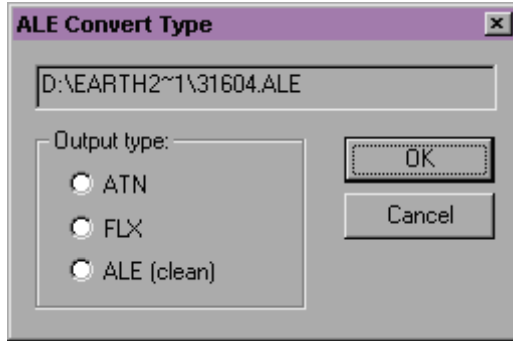 ALE Convert Type
D:\EARTH2~1\31604.ALE
Output type:
ATN
FLX
ALE (clean)
OK
Cancel